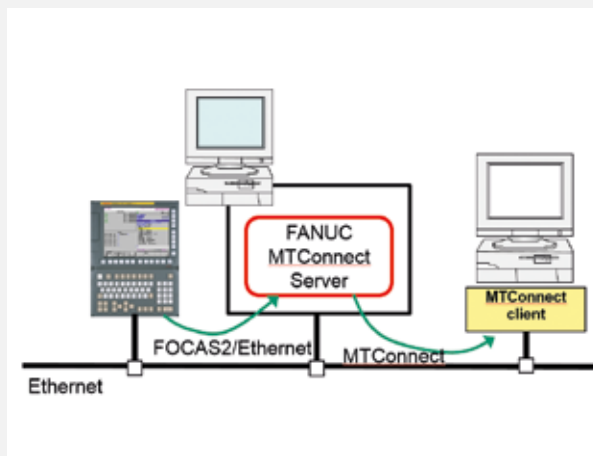 FANUC
MTConnect
Server
MTConnect
client
FOCAS2/Ethernet
MTConnect
Ethernet